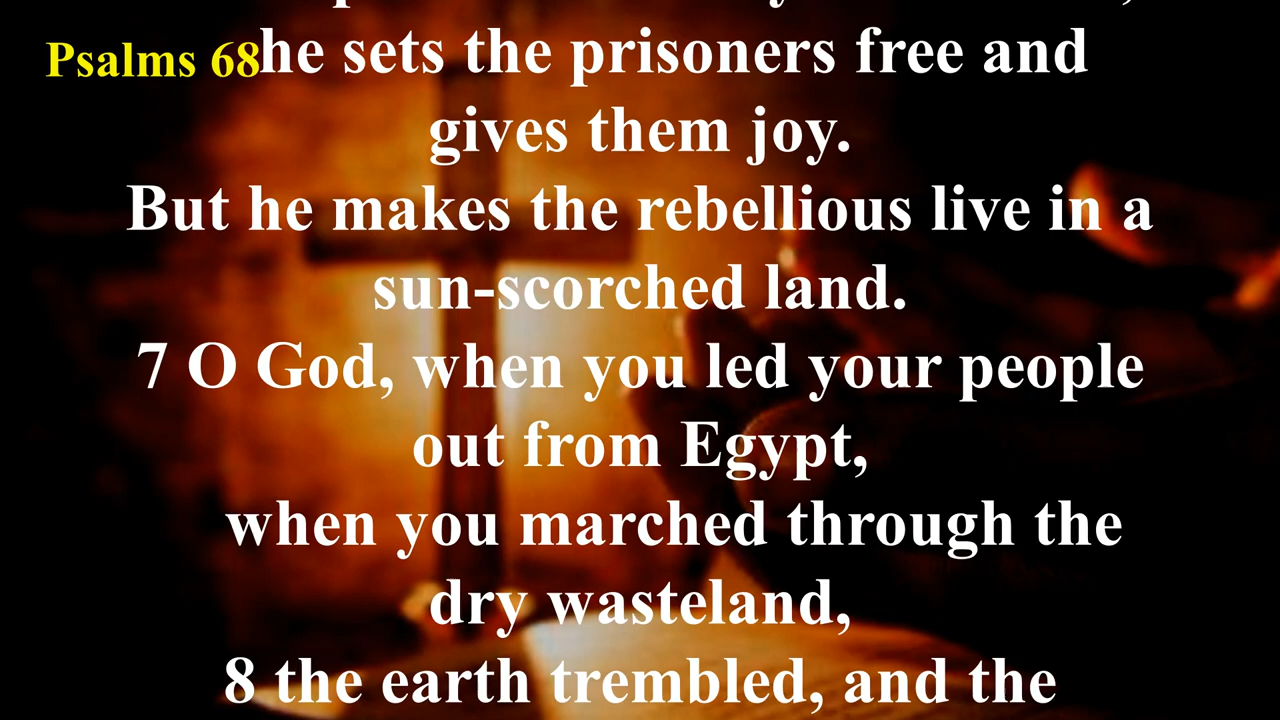 Psalms 68
he sets the prisoners free and
gives them joy.
But he makes the rebellious live in a
sun-scorched land.
7 O God, when you led your people
out from Egypt,
when you marched through the
dry wasteland,
8 the earth trembled, and the